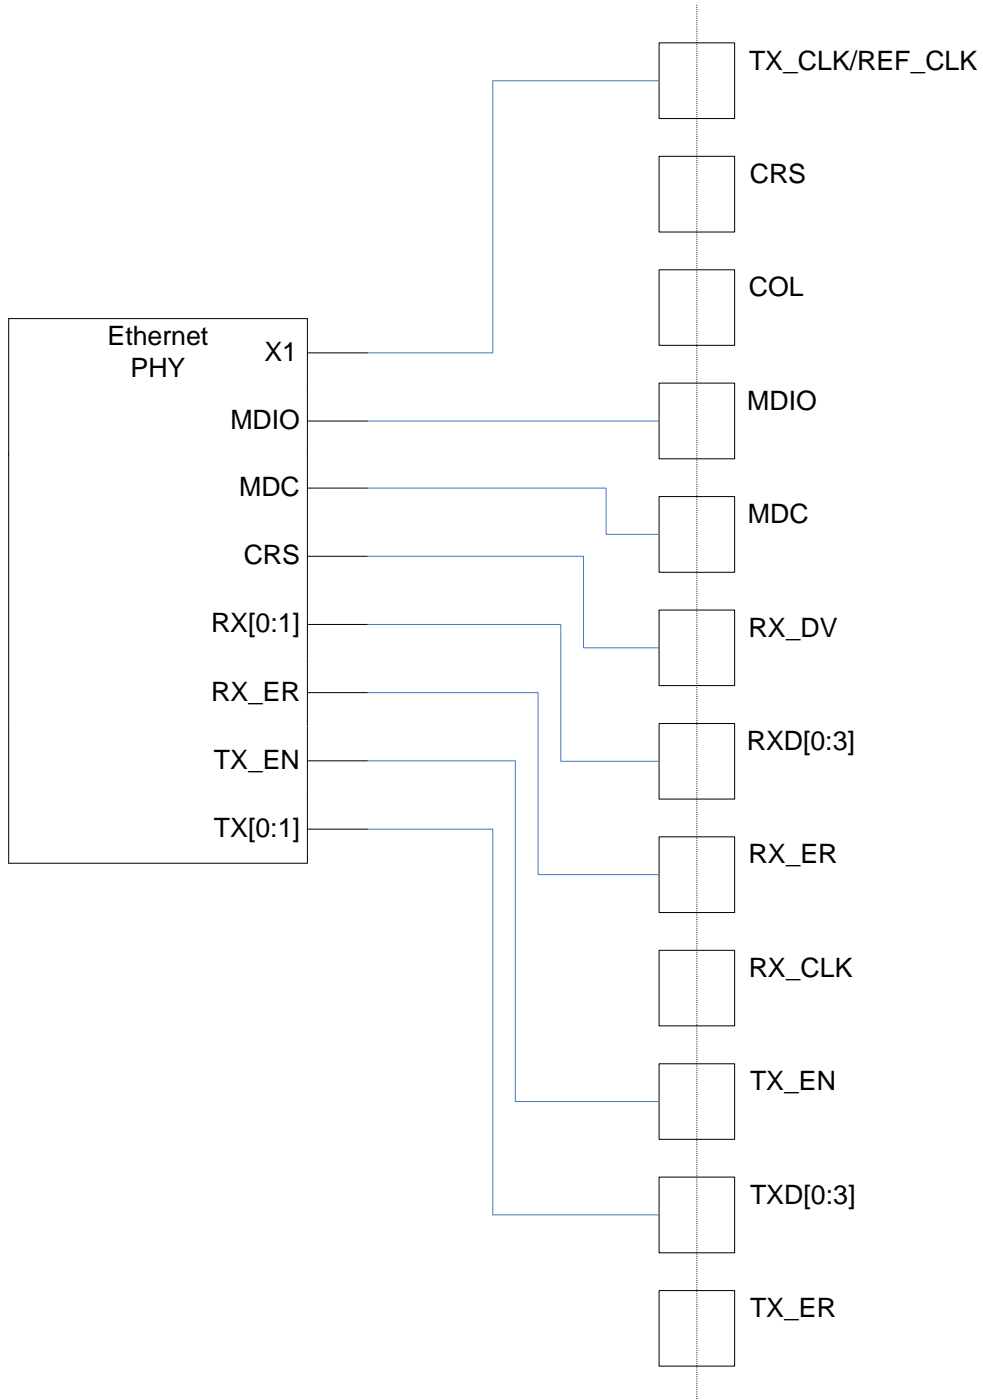 Ethernet
PHY
X1
MDIO
MDC
CRS
RX[0:1]
RX_ER
TX_EN
TX[0:1]
TX_CLK/REF_CLK
CRS
COL
MDIO
MDC
RX_DV
RXD[0:3]
RX_ER
RX_CLK
TX_EN
TXD[0:3]
TX_ER